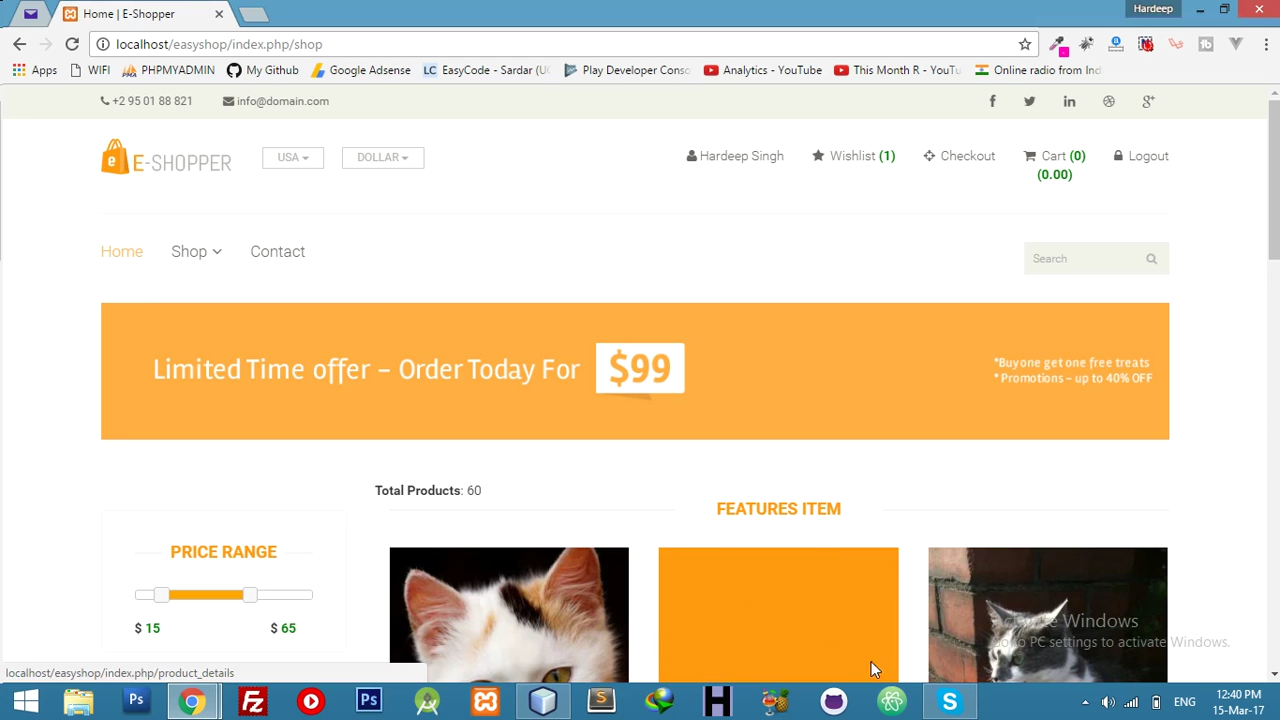 Home | E-Shopper
Hardeep
localhost/easyshop/index.php/shop
Apps
WIFI
PHPMYADMIN
My Github
Google Adsense
LC EasyCode - Sardar (U
Play Developer Conso
Analytics - YouTube
This Month R - YouTu
Online radio from Ind
+2 95 01 88 821
info@domain.com
E-SHOPPER
USA
DOLLAR
Hardeep Singh
Wishlist (1)
Checkout
Cart (0)
(0.00)
Logout
Home
Shop
Contact
Search
Limited Time offer – Order Today For $99
*Buy one get one free treats
* Promotions – up to 40% OFF
Total Products: 60
FEATURES ITEM
PRICE RANGE
$ 15
$ 65
Activate Windows
Go to PC settings to activate Windows.
localhost/easyshop/index.php/product_details
ENG
12:40 PM
15-Mar-17